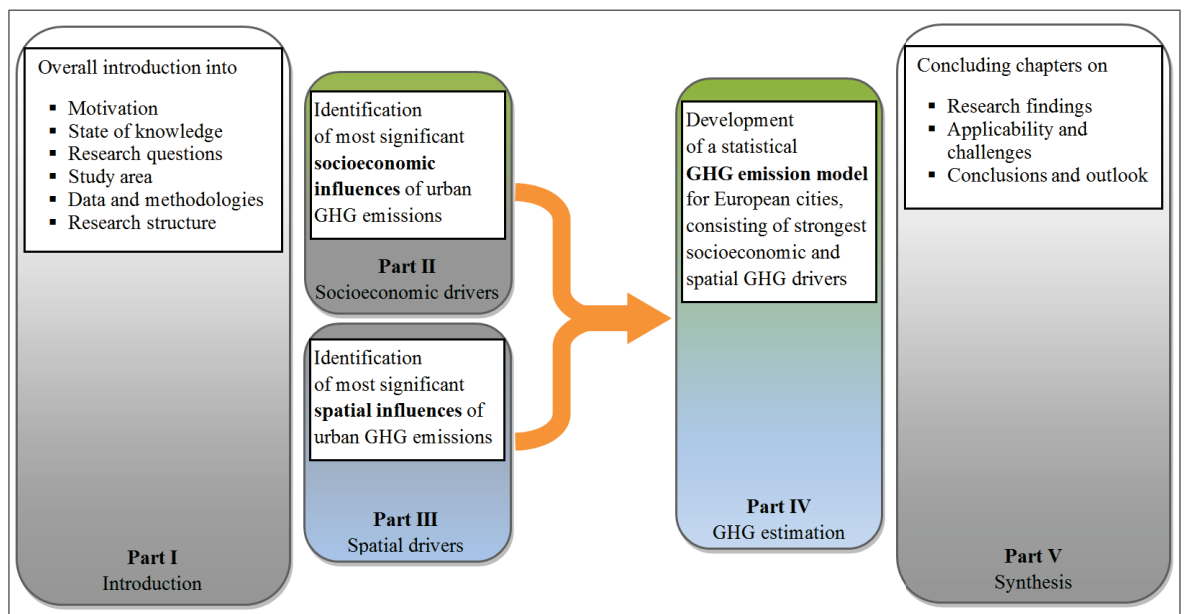 Overall introduction into
▪ Motivation
▪ State of knowledge
▪ Research questions
▪ Study area
▪ Data and methodologies
▪ Research structure
Part I
Introduction
Identification
of most significant
socioeconomic
influences of urban
GHG emissions
Part II
Socioeconomic drivers
Identification
of most significant
spatial influences of
urban GHG emissions
Part III
Spatial drivers
Development
of a statistical
GHG emission model
for European cities,
consisting of strongest
socioeconomic and
spatial GHG drivers
Part IV
GHG estimation
Concluding chapters on
▪ Research findings
▪ Applicability and
challenges
▪ Conclusions and outlook
Part V
Synthesis